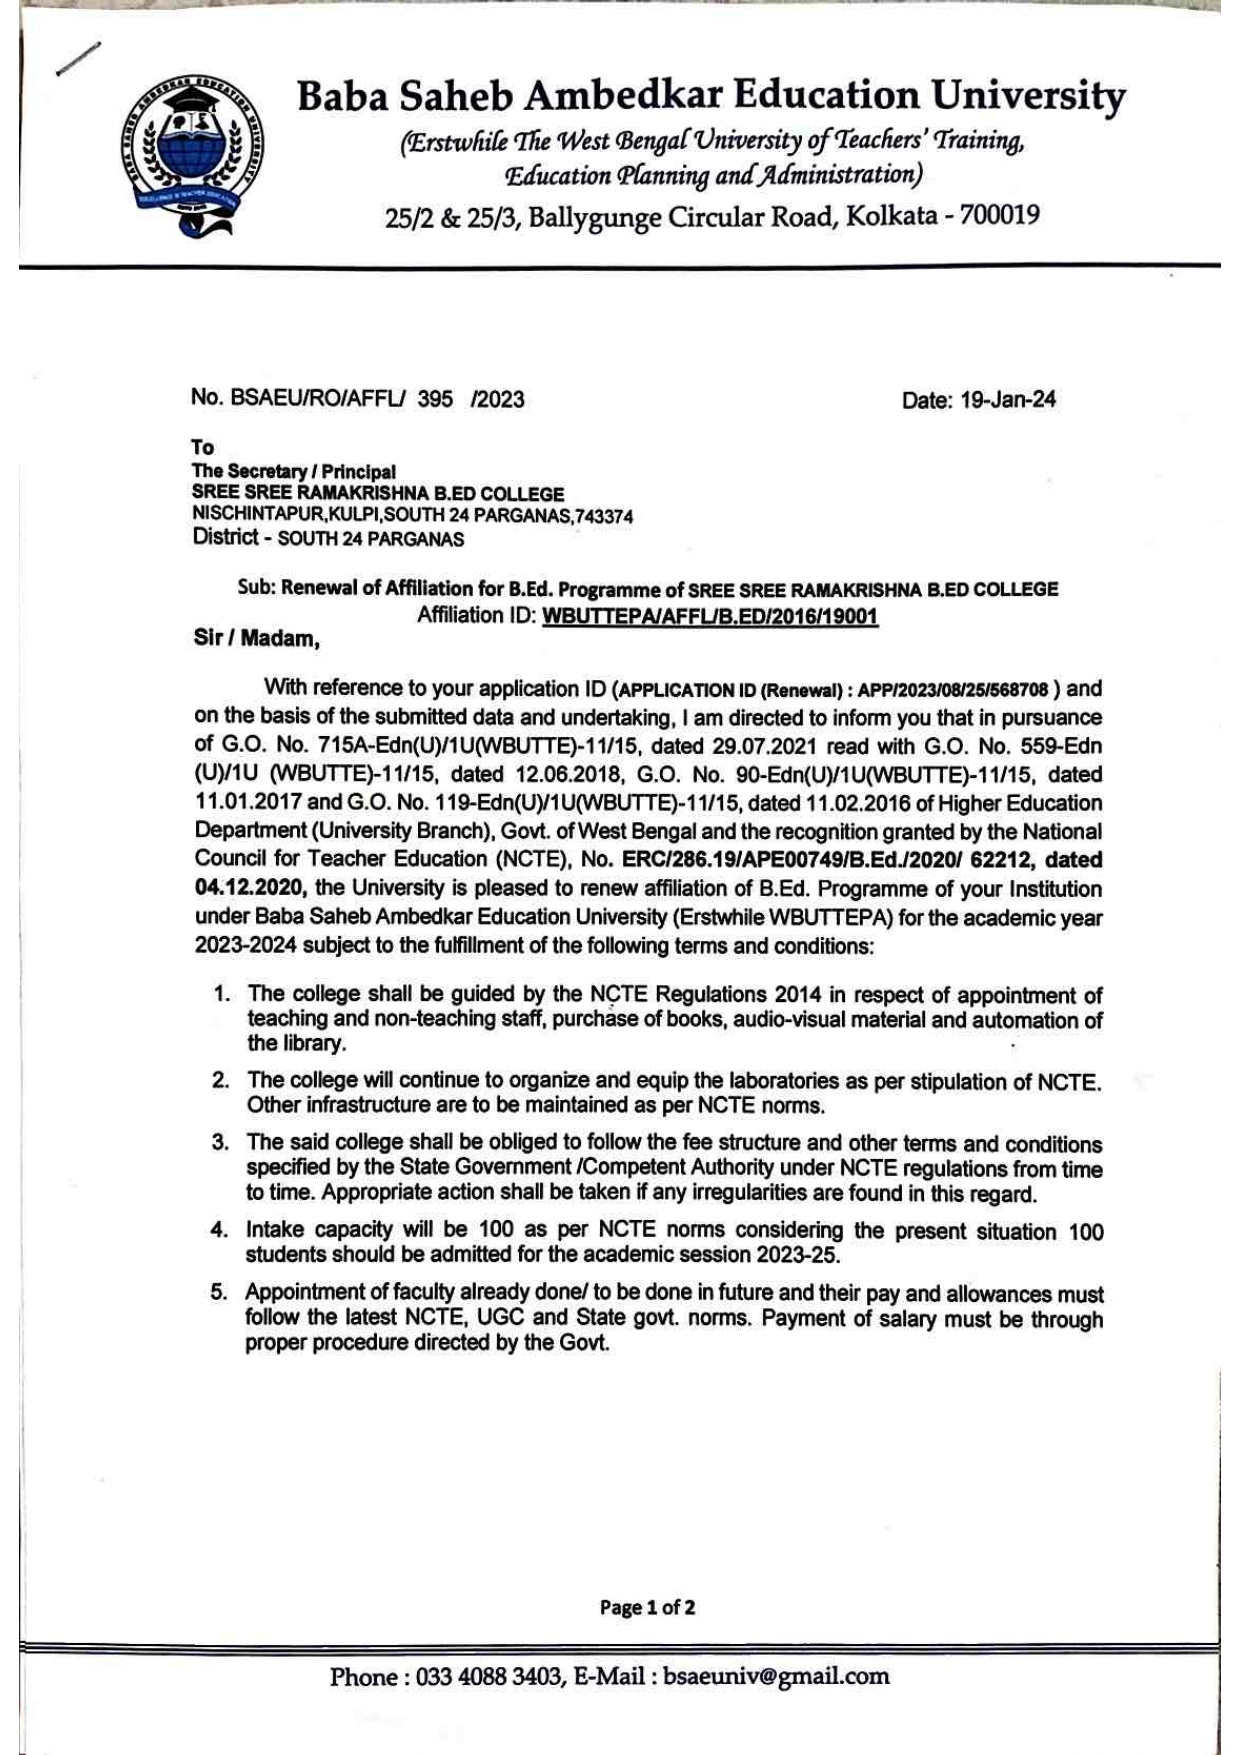 BABA SAHEB AMBEDKAR EDUCATION UNIVERSITY
EXCELLENCE IN TEACHER EDUCATION
Baba Saheb Ambedkar Education University
(Erstwhile The West Bengal University of Teachers' Training,
Education Planning and Administration)
25/2 & 25/3, Ballygunge Circular Road, Kolkata - 700019
No. BSAEU/RO/AFFL/ 395 /2023 Date: 19-Jan-24
To
The Secretary / Principal
SREE SREE RAMAKRISHNA B.ED COLLEGE
NISCHINTAPUR,KULPI,SOUTH 24 PARGANAS,743374
District - SOUTH 24 PARGANAS
Sub: Renewal of Affiliation for B.Ed. Programme of SREE SREE RAMAKRISHNA B.ED COLLEGE
Affiliation ID: WBUTTEPA/AFFL/B.ED/2016/19001
Sir / Madam,
With reference to your application ID (APPLICATION ID (Renewal) : APP/2023/08/25/568708 ) and
on the basis of the submitted data and undertaking, I am directed to inform you that in pursuance
of G.O. No. 715A-Edn(U)/1U(WBUTTE)-11/15, dated 29.07.2021 read with G.O. No. 559-Edn
(U)/1U (WBUTTE)-11/15, dated 12.06.2018, G.O. No. 90-Edn(U)/1U(WBUTTE)-11/15, dated
11.01.2017 and G.O. No. 119-Edn(U)/1U(WBUTTE)-11/15, dated 11.02.2016 of Higher Education
Department (University Branch), Govt. of West Bengal and the recognition granted by the National
Council for Teacher Education (NCTE), No. ERC/286.19/APE00749/B.Ed./2020/ 62212, dated
04.12.2020, the University is pleased to renew affiliation of B.Ed. Programme of your Institution
under Baba Saheb Ambedkar Education University (Erstwhile WBUTTEPA) for the academic year
2023-2024 subject to the fulfillment of the following terms and conditions:
1. The college shall be guided by the NCTE Regulations 2014 in respect of appointment of
teaching and non-teaching staff, purchase of books, audio-visual material and automation of
the library.
2. The college will continue to organize and equip the laboratories as per stipulation of NCTE.
Other infrastructure are to be maintained as per NCTE norms.
3. The said college shall be obliged to follow the fee structure and other terms and conditions
specified by the State Government /Competent Authority under NCTE regulations from time
to time. Appropriate action shall be taken if any irregularities are found in this regard.
4. Intake capacity will be 100 as per NCTE norms considering the present situation 100
students should be admitted for the academic session 2023-25.
5. Appointment of faculty already done/ to be done in future and their pay and allowances must
follow the latest NCTE, UGC and State govt. norms. Payment of salary must be through
proper procedure directed by the Govt.
Page 1 of 2
Phone : 033 4088 3403, E-Mail : bsaeuniv@gmail.com